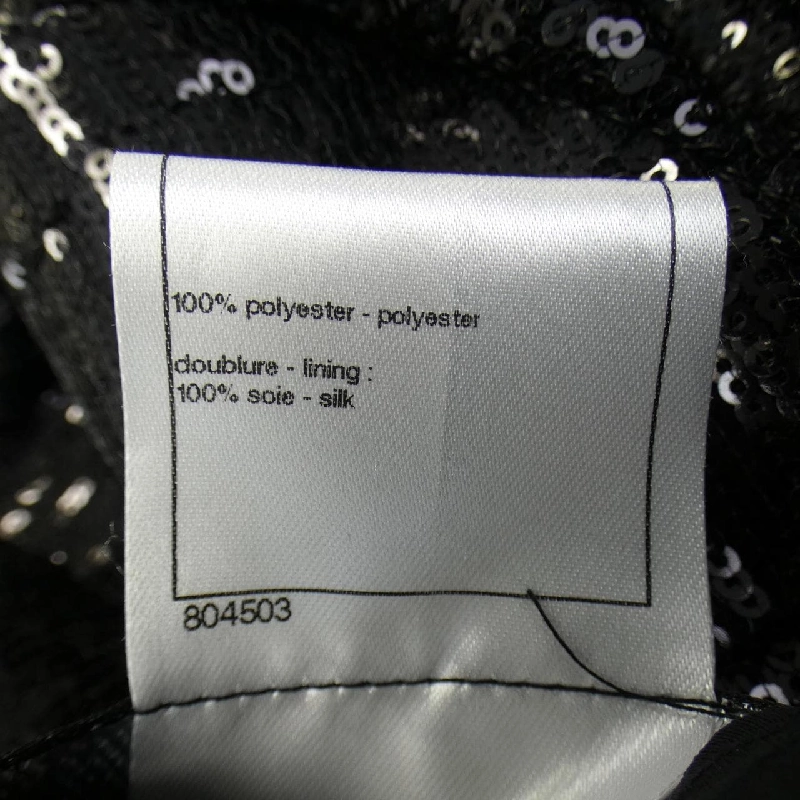 100% polyester - polyester
doublure - lining :
100% soie - silk
804503